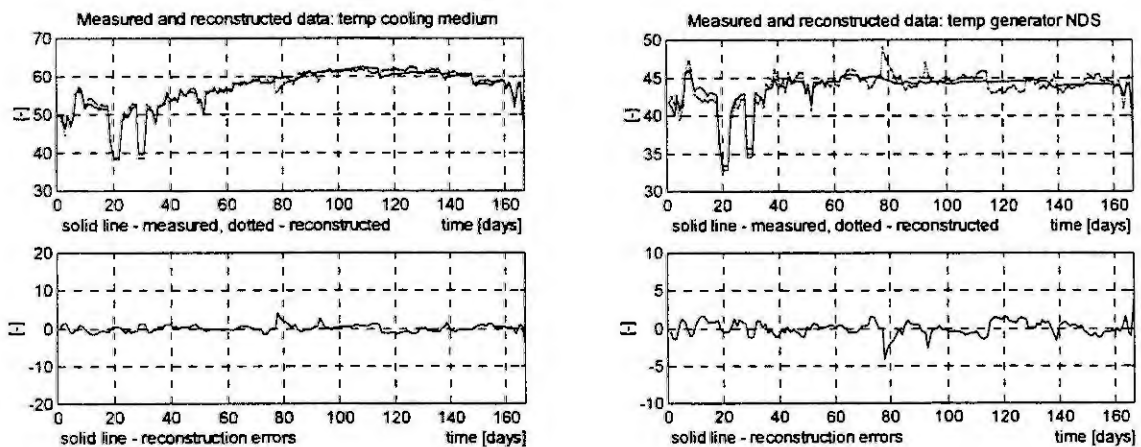 Measured and reconstructed data: temp cooling medium
70
60
50
40
30
[-]
0 20 40 60 80 100 120 140 160
solid line - measured, dotted - reconstructed time [days]
20
10
0
-10
-20
[-]
0 20 40 60 80 100 120 140 160
solid line - reconstruction errors time [days]
Measured and reconstructed data: temp generator NDS
50
45
40
35
30
[-]
0 20 40 60 80 100 120 140 160
solid line - measured, dotted - reconstructed time [days]
10
5
0
-5
-10
[-]
0 20 40 60 80 100 120 140 160
solid line - reconstruction errors time [days]